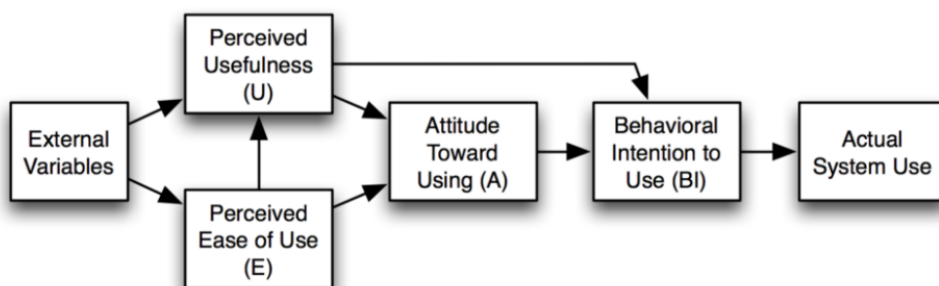 Perceived
Usefulness
(U)
External
Variables
Perceived
Ease of Use
(E)
Attitude
Toward
Using (A)
Behavioral
Intention to
Use (BI)
Actual
System Use